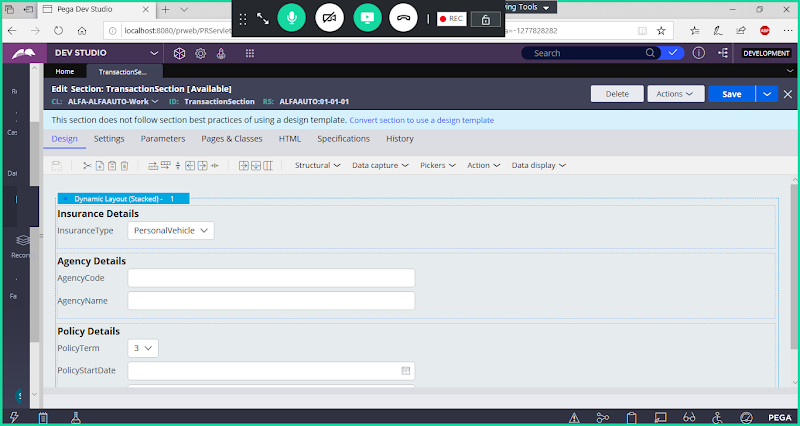 Pega Dev Studio
localhost:8080/prweb/PRServlet
ing Tools
REC
=-1277828282
DEV STUDIO
Search
DEVELOPMENT
Home
TransactionSe...
Edit Section: TransactionSection [Available]
CL: ALFA-ALFAAUTO-Work ID: TransactionSection RS: ALFAAUTO:01-01-01
Delete
Actions
Save
This section does not follow section best practices of using a design template. Convert section to use a design template
Design Settings Parameters Pages & Classes HTML Specifications History
Structural Data capture Pickers Action Data display
Dynamic Layout (Stacked) - 1
Insurance Details
InsuranceType PersonalVehicle
Agency Details
AgencyCode
AgencyName
Policy Details
PolicyTerm 3
PolicyStartDate
Cas
Dat
Recor
Fa
ABP
PEGA